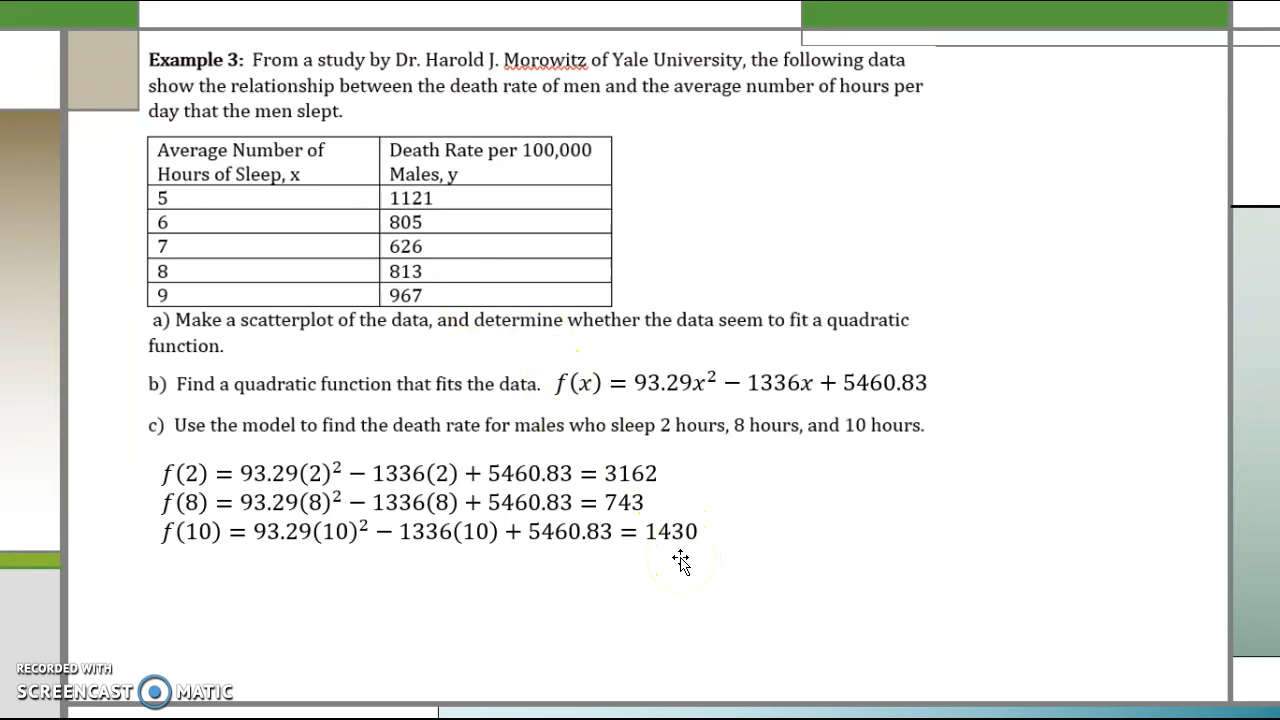 Example 3: From a study by Dr. Harold J. Morowitz of Yale University, the following data
show the relationship between the death rate of men and the average number of hours per
day that the men slept.
Average Number of Hours of Sleep, x | Death Rate per 100,000 Males, y
5 | 1121
6 | 805
7 | 626
8 | 813
9 | 967
a) Make a scatterplot of the data, and determine whether the data seem to fit a quadratic
function.
b) Find a quadratic function that fits the data. f(x) = 93.29x² − 1336x + 5460.83
c) Use the model to find the death rate for males who sleep 2 hours, 8 hours, and 10 hours.
f(2) = 93.29(2)² − 1336(2) + 5460.83 = 3162
f(8) = 93.29(8)² − 1336(8) + 5460.83 = 743
f(10) = 93.29(10)² − 1336(10) + 5460.83 = 1430
RECORDED WITH
SCREENCAST MATIC